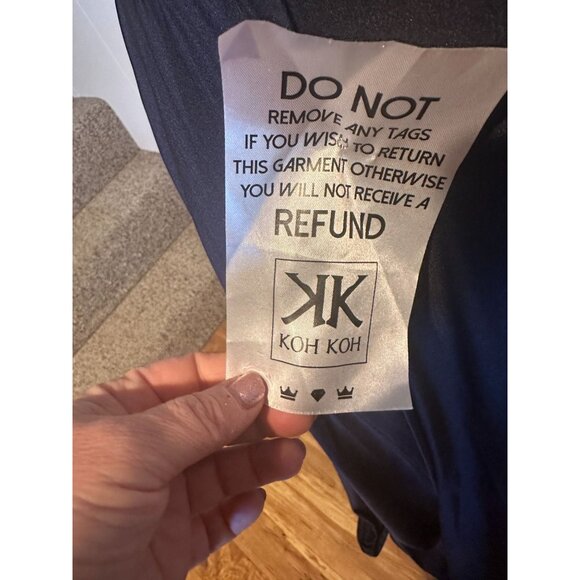 DO NOT
REMOVE ANY TAGS
IF YOU WISH TO RETURN
THIS GARMENT OTHERWISE
YOU WILL NOT RECEIVE A
REFUND
KK
KOH KOH